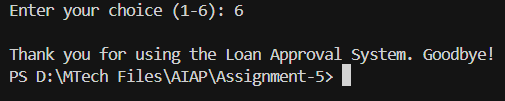 Enter your choice (1-6): 6
Thank you for using the Loan Approval System. Goodbye!
PS D:\MTech Files\AIAP\Assignment-5>